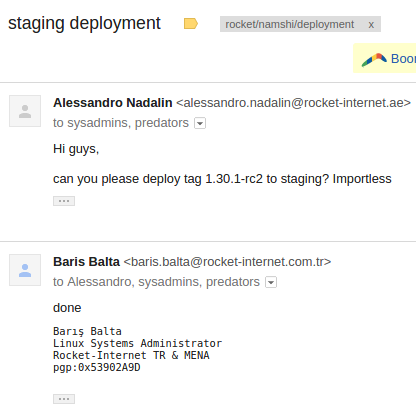 staging deployment
rocket/namshi/deployment x
Boo
Alessandro Nadalin <alessandro.nadalin@rocket-internet.ae>
to sysadmins, predators
Hi guys,
can you please deploy tag 1.30.1-rc2 to staging? Importless
Baris Balta <baris.balta@rocket-internet.com.tr>
to Alessandro, sysadmins, predators
done
Barış Balta
Linux Systems Administrator
Rocket-Internet TR & MENA
pgp:0x53902A9D